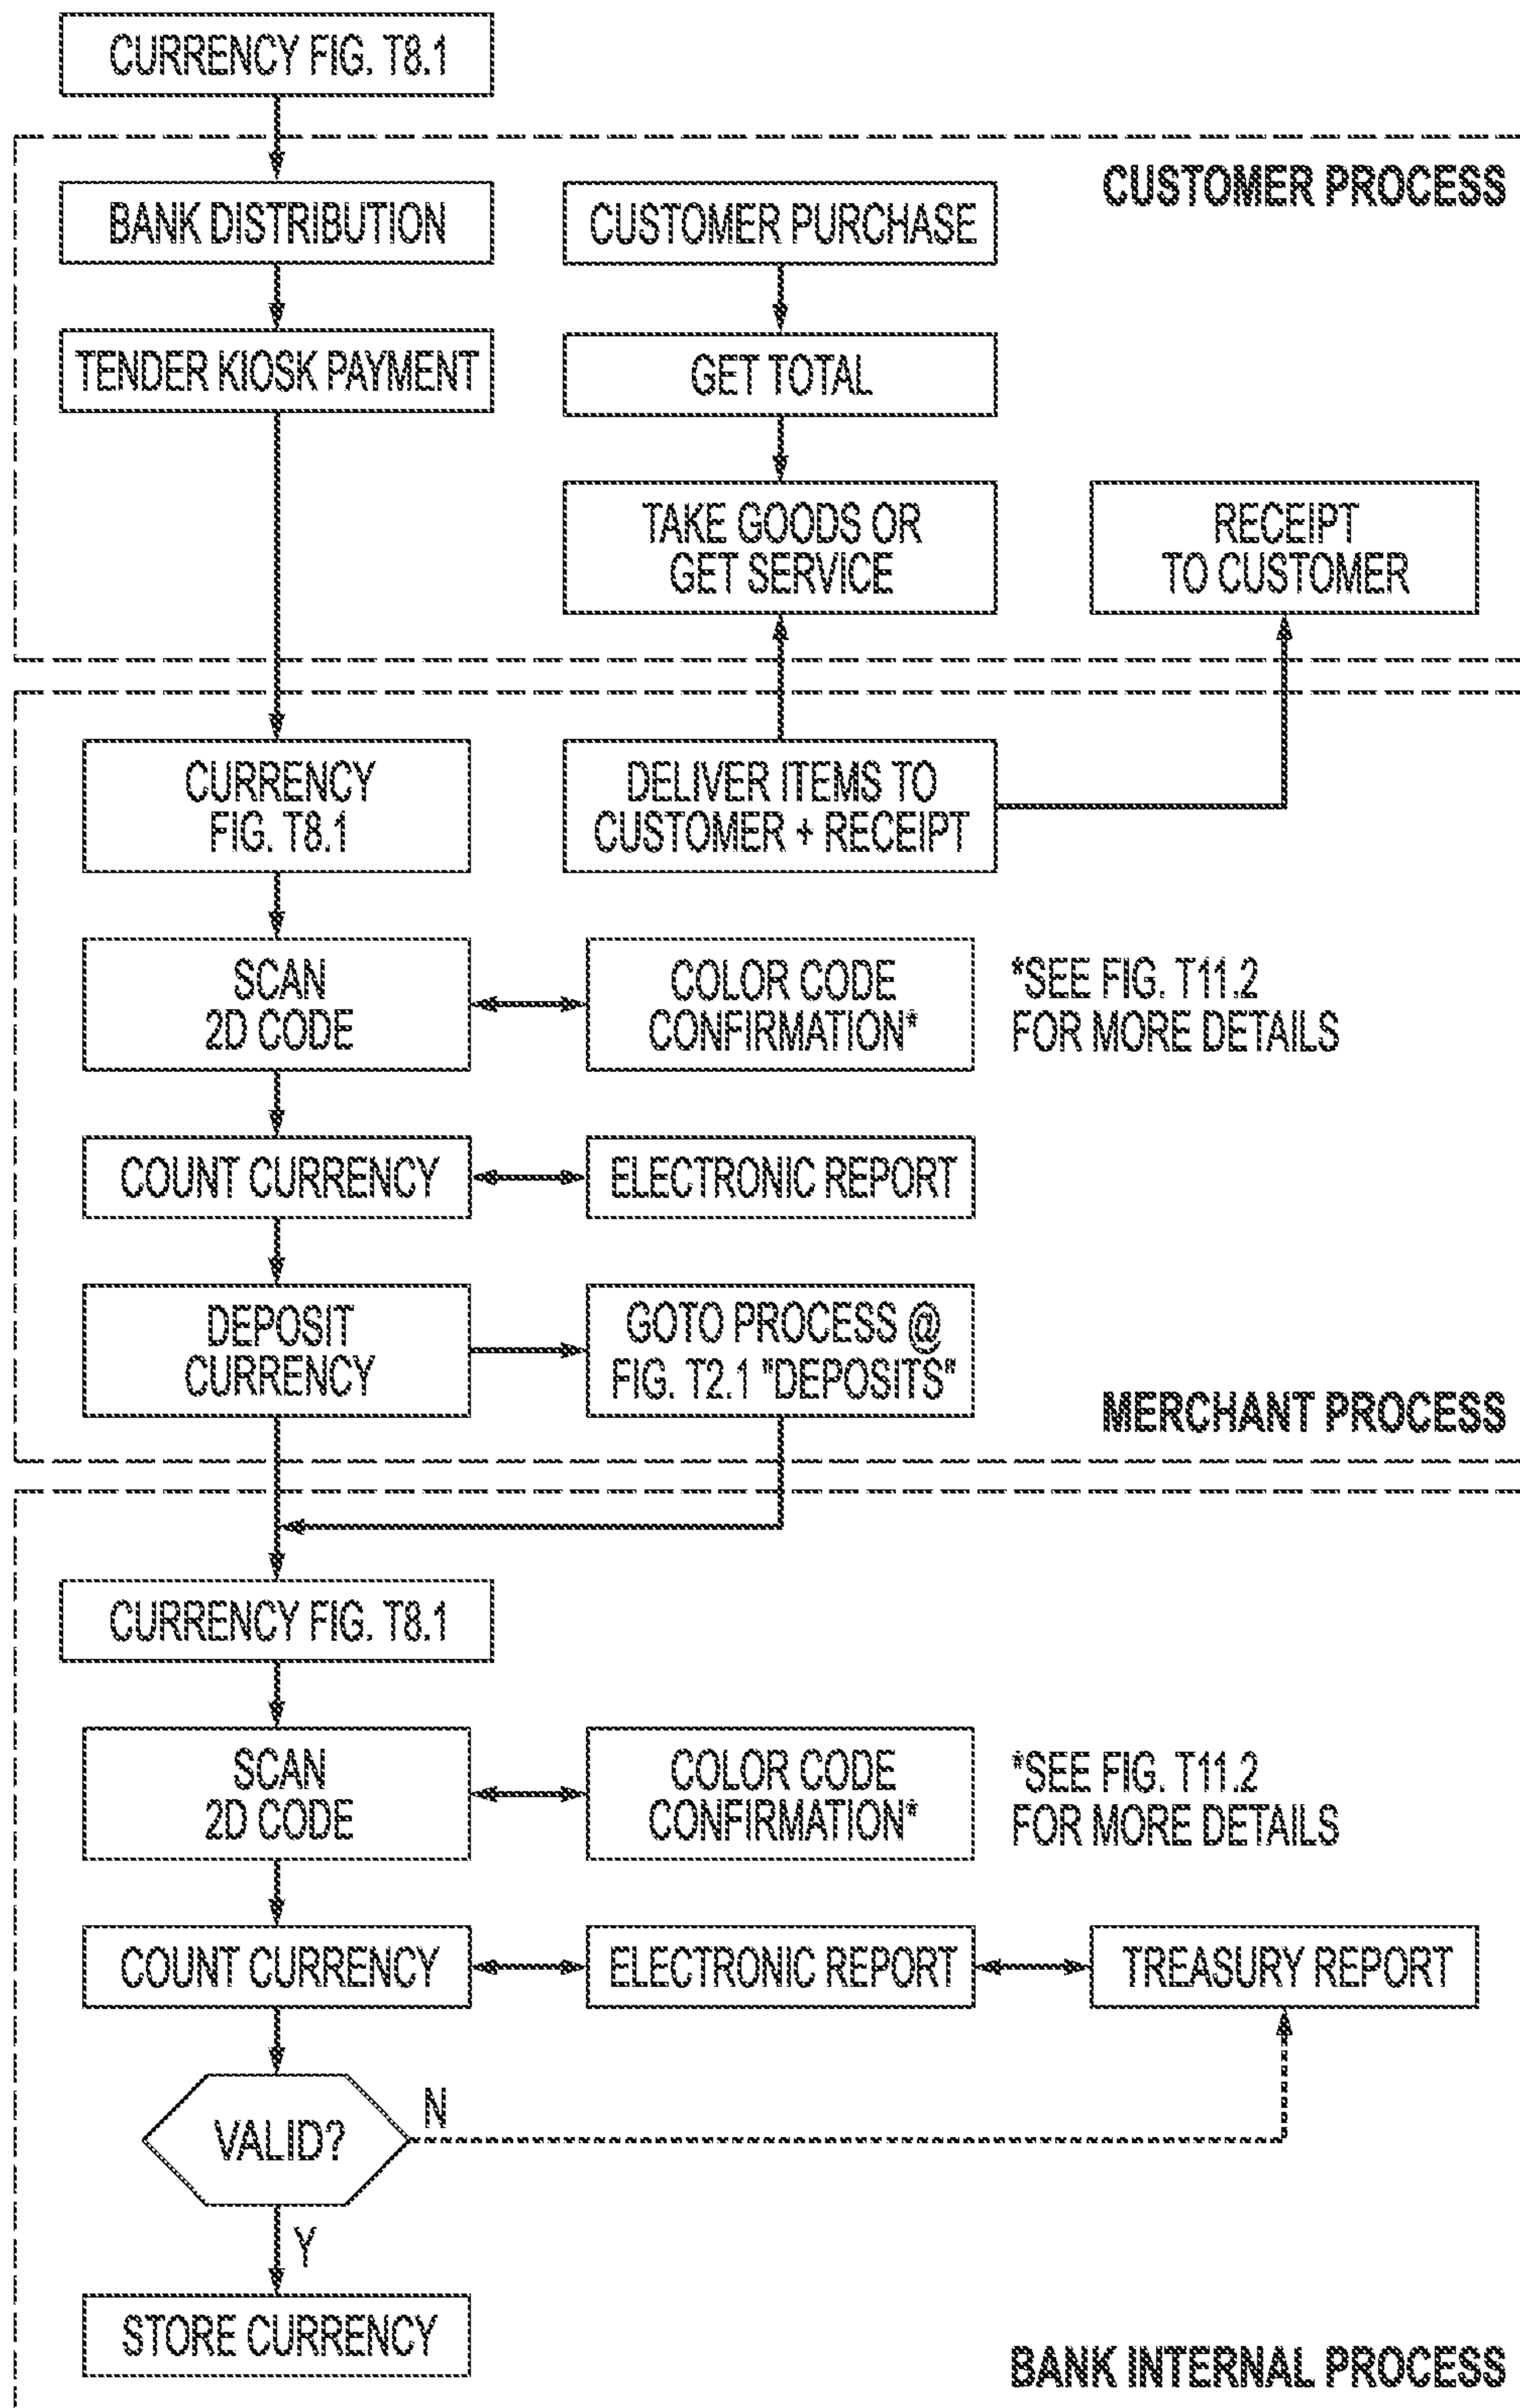 CURRENCY FIG. T8.1
CUSTOMER PROCESS
BANK DISTRIBUTION
CUSTOMER PURCHASE
TENDER KIOSK PAYMENT
GET TOTAL
TAKE GOODS OR
GET SERVICE
RECEIPT
TO CUSTOMER
CURRENCY
FIG. T8.1
DELIVER ITEMS TO
CUSTOMER + RECEIPT
SCAN
2D CODE
COLOR CODE
CONFIRMATION*
*SEE FIG. T11.2
FOR MORE DETAILS
COUNT CURRENCY
ELECTRONIC REPORT
DEPOSIT
CURRENCY
GOTO PROCESS @
FIG. T2.1 "DEPOSITS"
MERCHANT PROCESS
CURRENCY FIG. T8.1
SCAN
2D CODE
COLOR CODE
CONFIRMATION*
*SEE FIG. T11.2
FOR MORE DETAILS
COUNT CURRENCY
ELECTRONIC REPORT
TREASURY REPORT
VALID?
N
Y
STORE CURRENCY
BANK INTERNAL PROCESS